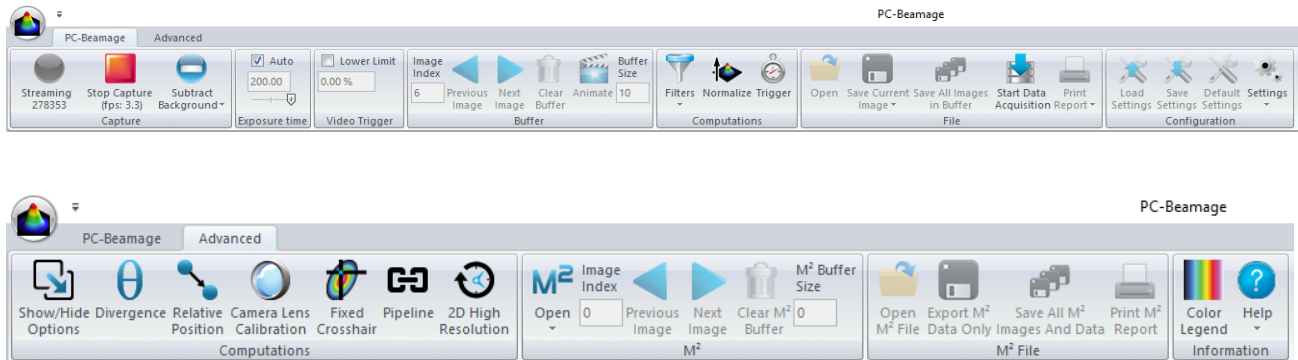 PC-Beamage
PC-Beamage Advanced
Auto Lower Limit Image Index Buffer Size
200.00 0.00 % 6 10
Streaming Stop Capture Subtract Previous Next Clear Animate Filters Normalize Trigger Open Save Current Save All Images Start Data Print Load Save Default Settings
278353 (fps: 3.3) Background Image Image Buffer Image in Buffer Acquisition Report Settings Settings Settings
Capture Exposure time Video Trigger Buffer Computations File Configuration
PC-Beamage
PC-Beamage Advanced
M² Image Index M² Buffer Size
0 0
Show/Hide Divergence Relative Camera Lens Fixed Pipeline 2D High Open Previous Next Clear M² Open Export M² Save All M² Print M² Color Help
Options Position Calibration Crosshair Resolution Image Image Buffer M² File Data Only Images And Data Report Legend
Computations M² M² File Information